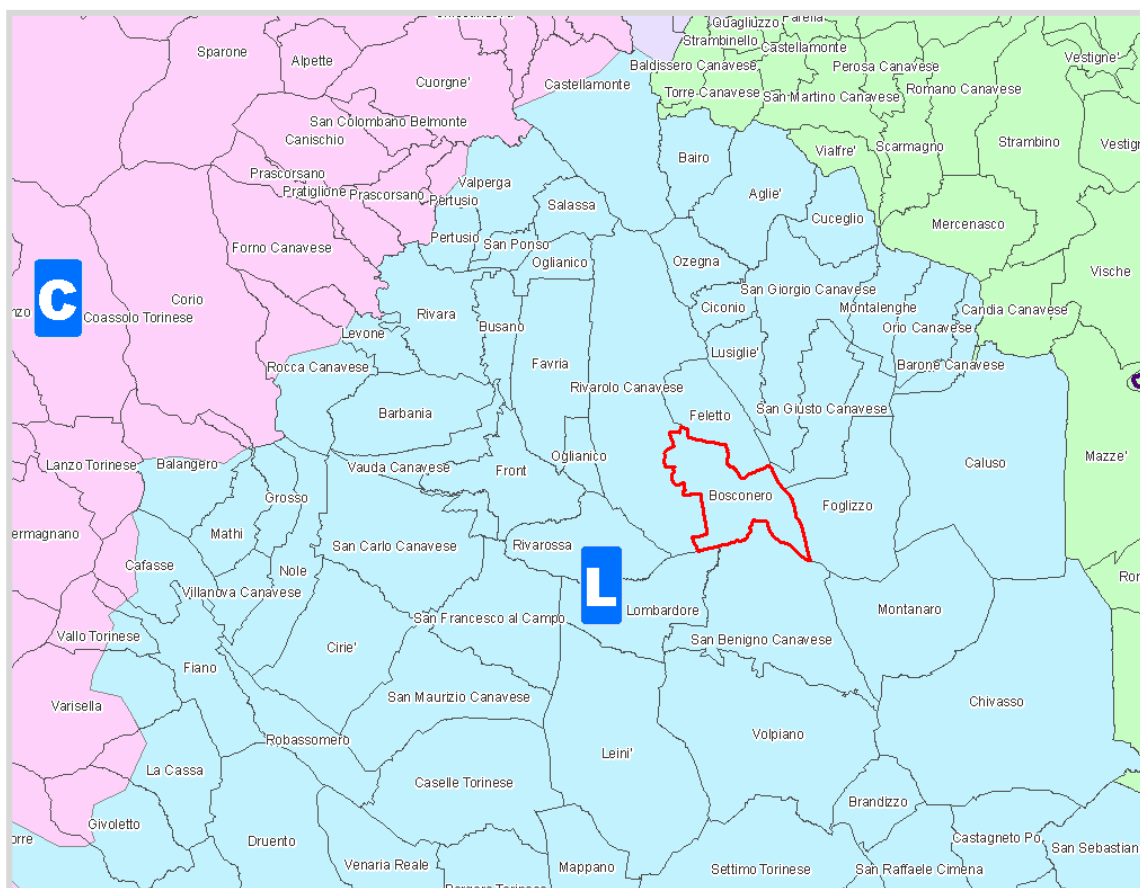 Quagliuzzo
Parella
Strambinello
Castellamonte
Vestigne'
Sparone
Alpette
Cuorgne'
Castellamonte
Baldissero Canavese
Perosa Canavese
Torre Canavese
San Martino Canavese
Romano Canavese
San Colombano Belmonte
Canischio
Strambino
Vestign
Vialfre'
Scarmagno
Bairo
Prascorsano
Pratiglione
Prascorsano
Valperga
Pertusio
Salassa
Aglie'
Cuceglio
Mercenasco
Forno Canavese
Pertusio
San Ponso
Oglianico
Ozegna
Vische
C
Corio
nzo
Coassolo Torinese
San Giorgio Canavese
Ciconio
Montalenghe
Candia Canavese
Orio Canavese
Rivara
Busano
Levone
Lusiglie'
Rocca Canavese
Favria
Barone Canavese
Rivarolo Canavese
Barbania
Feletto
San Giusto Canavese
Lanzo Torinese
Balangero
Vauda Canavese
Front
Oglianico
Caluso
Mazze'
Grosso
Bosconero
Foglizzo
ermagnano
Mathi
San Carlo Canavese
Rivarossa
Cafasse
Nole
Villanova Canavese
L
Rom
San Francesco al Campo
Lombardore
Montanaro
Vallo Torinese
Fiano
Cirie'
San Benigno Canavese
San Maurizio Canavese
Chivasso
Varisella
Volpiano
Robassomero
Leini'
La Cassa
Caselle Torinese
Brandizzo
Givoletto
orre
Druento
Castagneto Po
San Sebastian
Venaria Reale
Mappano
Settimo Torinese
San Raffaele Cimena